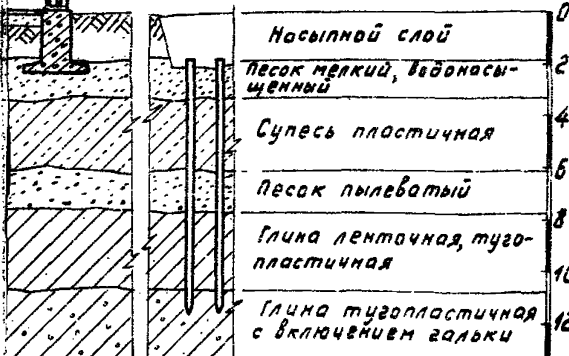 0
Насыпной слой
2
Песок мелкий, водонасы-
щенный
4
Супесь пластичная
6
Песок пылеватый
8
Глина ленточная, туго-
пластичная
10
Глина тугопластичная
12
с включением гальки